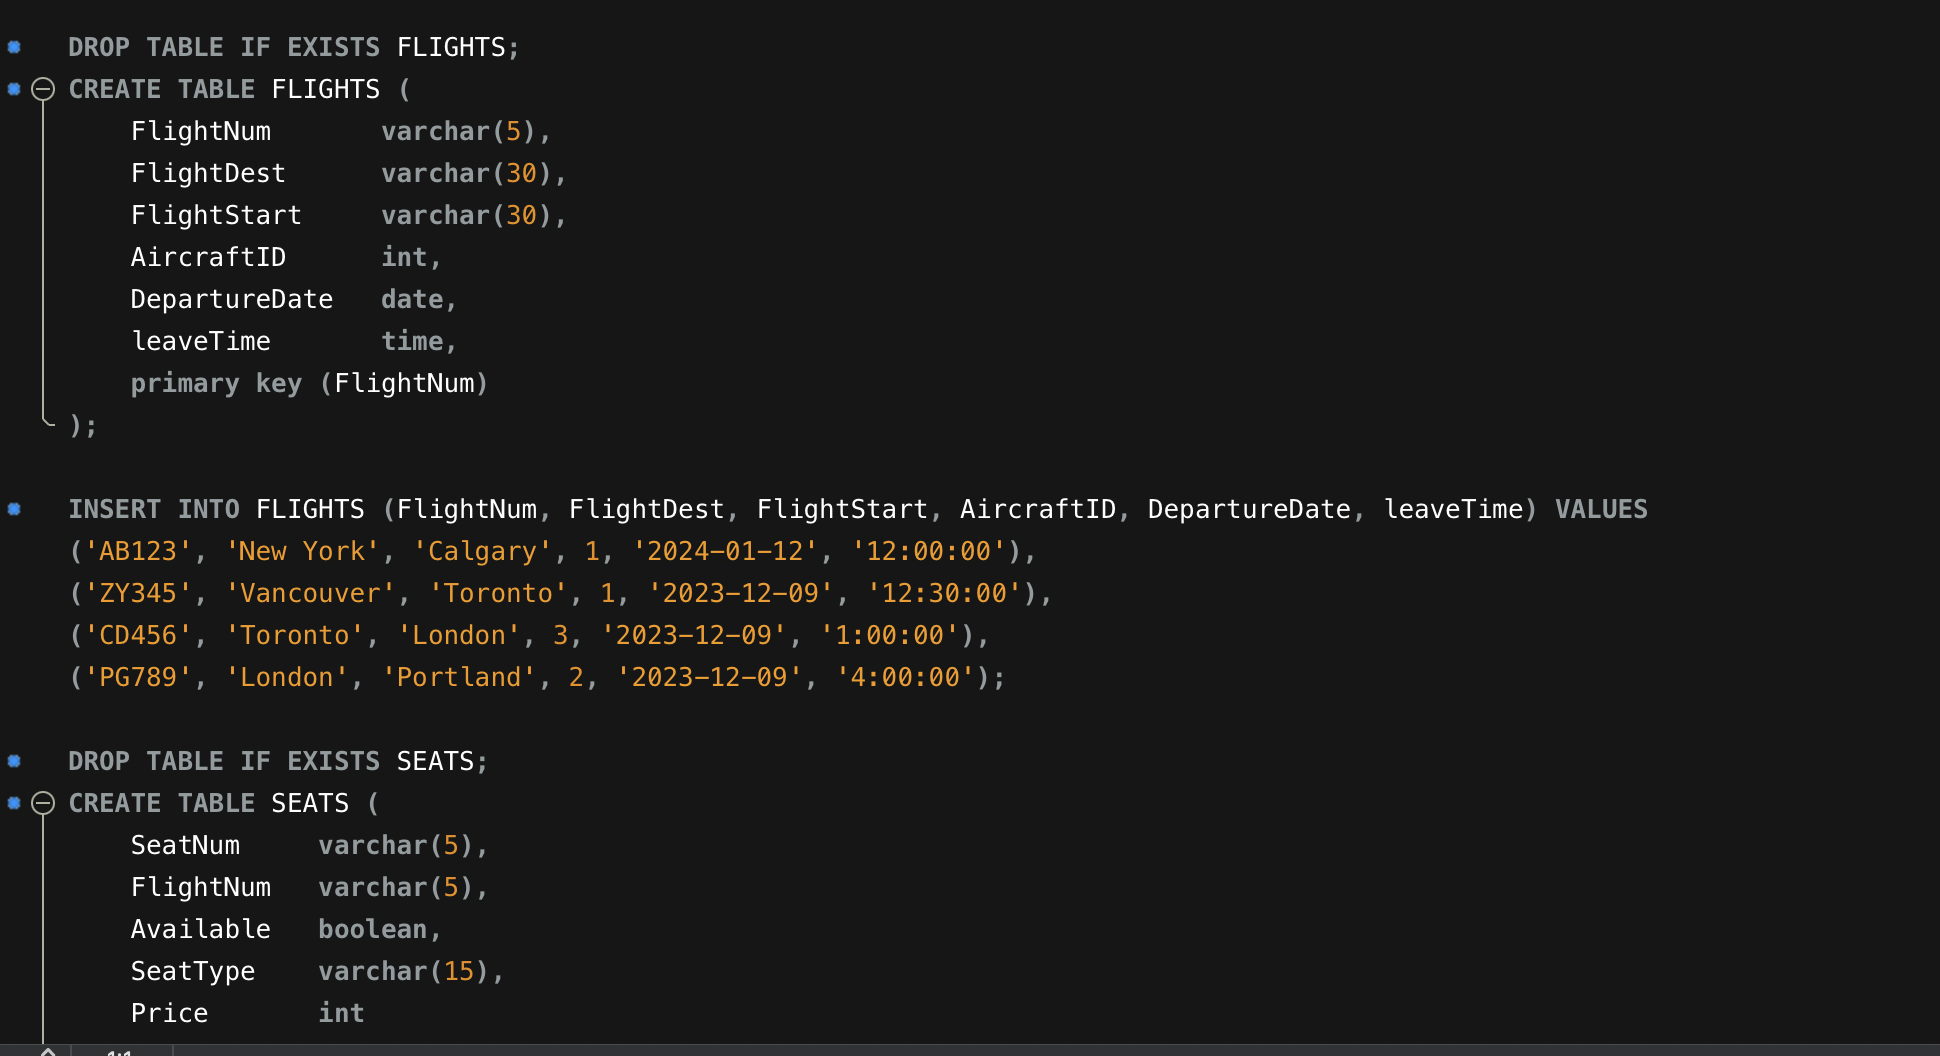 DROP TABLE IF EXISTS FLIGHTS;
CREATE TABLE FLIGHTS (
    FlightNum       varchar(5),
    FlightDest      varchar(30),
    FlightStart     varchar(30),
    AircraftID      int,
    DepartureDate   date,
    leaveTime       time,
    primary key (FlightNum)
);
INSERT INTO FLIGHTS (FlightNum, FlightDest, FlightStart, AircraftID, DepartureDate, leaveTime) VALUES
('AB123', 'New York', 'Calgary', 1, '2024-01-12', '12:00:00'),
('ZY345', 'Vancouver', 'Toronto', 1, '2023-12-09', '12:30:00'),
('CD456', 'Toronto', 'London', 3, '2023-12-09', '1:00:00'),
('PG789', 'London', 'Portland', 2, '2023-12-09', '4:00:00');
DROP TABLE IF EXISTS SEATS;
CREATE TABLE SEATS (
    SeatNum     varchar(5),
    FlightNum   varchar(5),
    Available   boolean,
    SeatType    varchar(15),
    Price       int